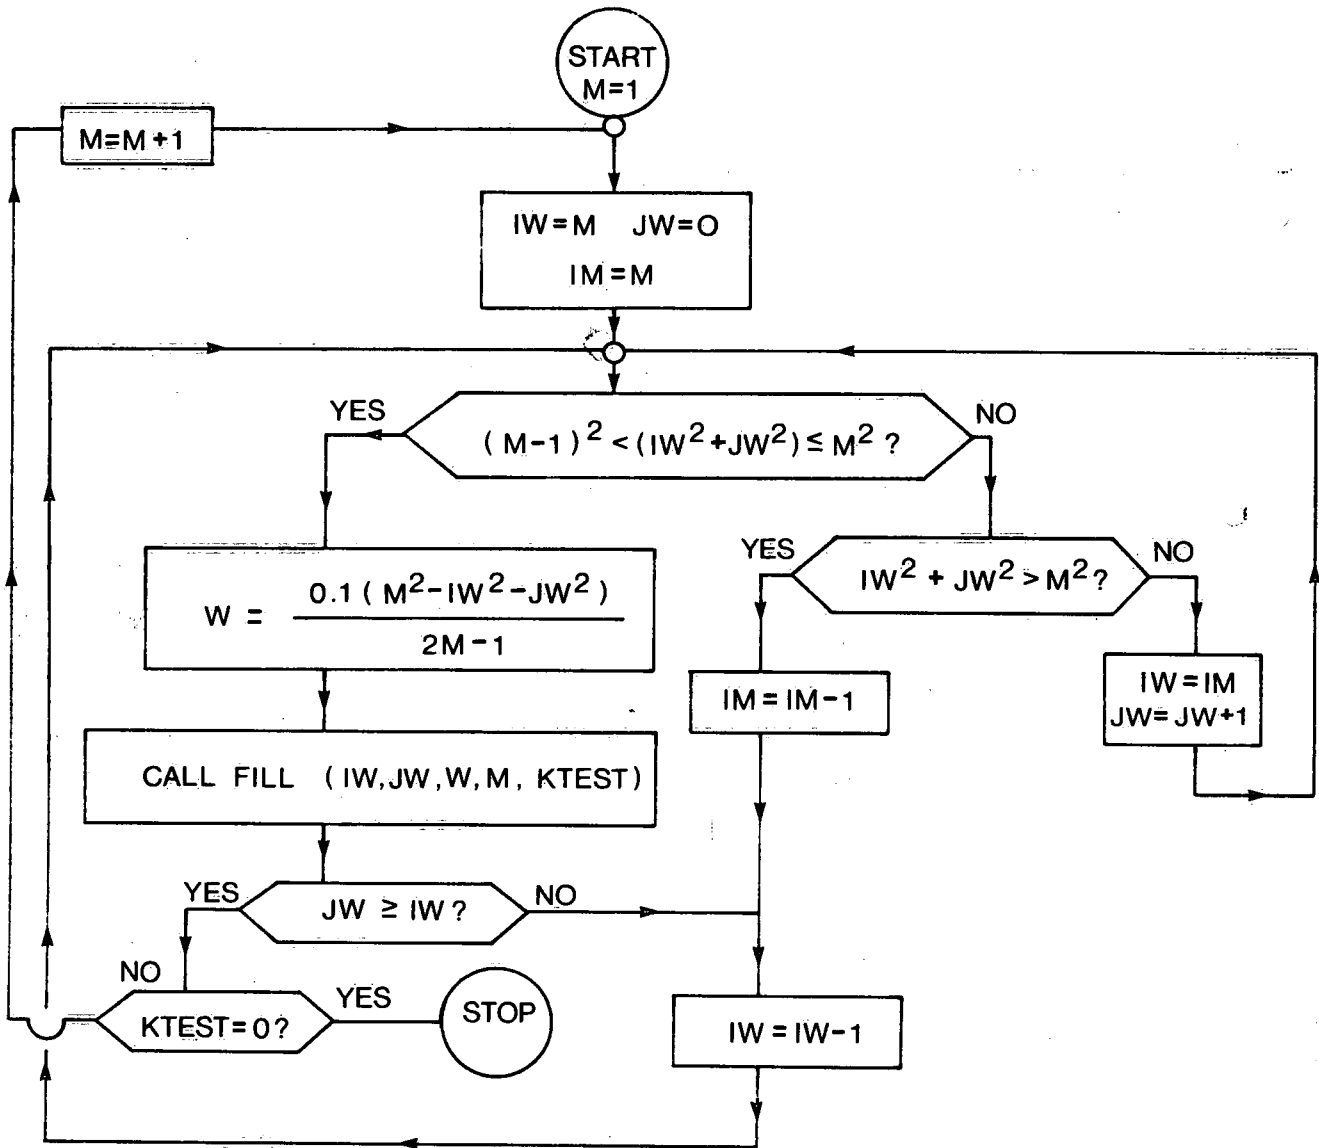 START
M=1
M=M+1
IW=M JW=O
IM=M
YES
(M-1)² <(IW²+JW²) ≤ M² ?
NO
YES
IW² + JW² > M² ?
NO
W = 0.1 ( M²-IW²-JW² )
2M-1
IM = IM-1
IW = IM
JW= JW+1
CALL FILL (IW,JW,W,M, KTEST)
YES
JW ≥ IW ?
NO
NO
KTEST=0?
YES
STOP
IW = IW-1